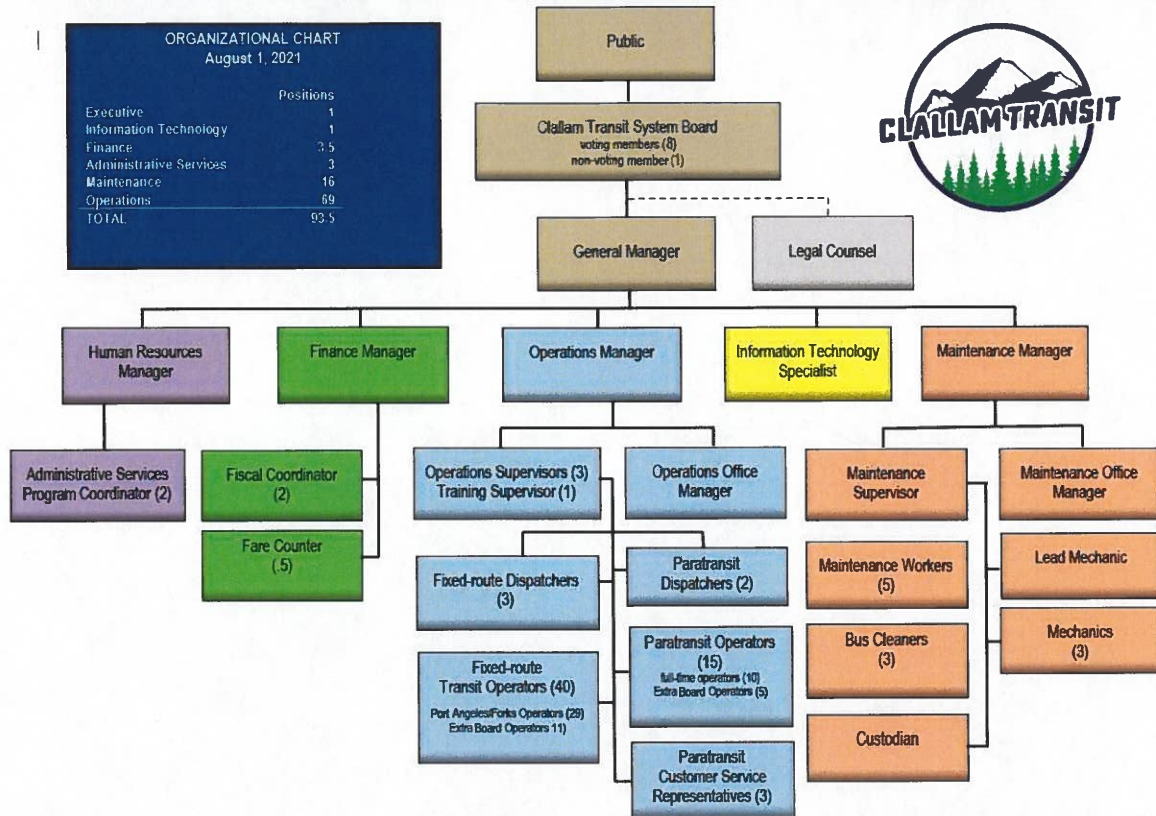 ORGANIZATIONAL CHART
August 1, 2021
Positions
Executive 1
Information Technology 1
Finance 3.5
Administrative Services 3
Maintenance 16
Operations 69
TOTAL 93.5
Public
Clallam Transit System Board
voting members (8)
non-voting member (1)
CLALLAM TRANSIT
General Manager
Legal Counsel
Human Resources
Manager
Finance Manager
Operations Manager
Information Technology
Specialist
Maintenance Manager
Administrative Services
Program Coordinator (2)
Fiscal Coordinator
(2)
Fare Counter
(.5)
Operations Supervisors (3)
Training Supervisor (1)
Operations Office
Manager
Maintenance
Supervisor
Maintenance Office
Manager
Fixed-route Dispatchers
(3)
Paratransit
Dispatchers (2)
Maintenance Workers
(5)
Lead Mechanic
Fixed-route
Transit Operators (40)
Port Angeles/Forks Operators (29)
Extra Board Operators 11)
Paratransit Operators
(15)
full-time operators (10)
Extra Board Operators (5)
Bus Cleaners
(3)
Mechanics
(3)
Paratransit
Customer Service
Representatives (3)
Custodian